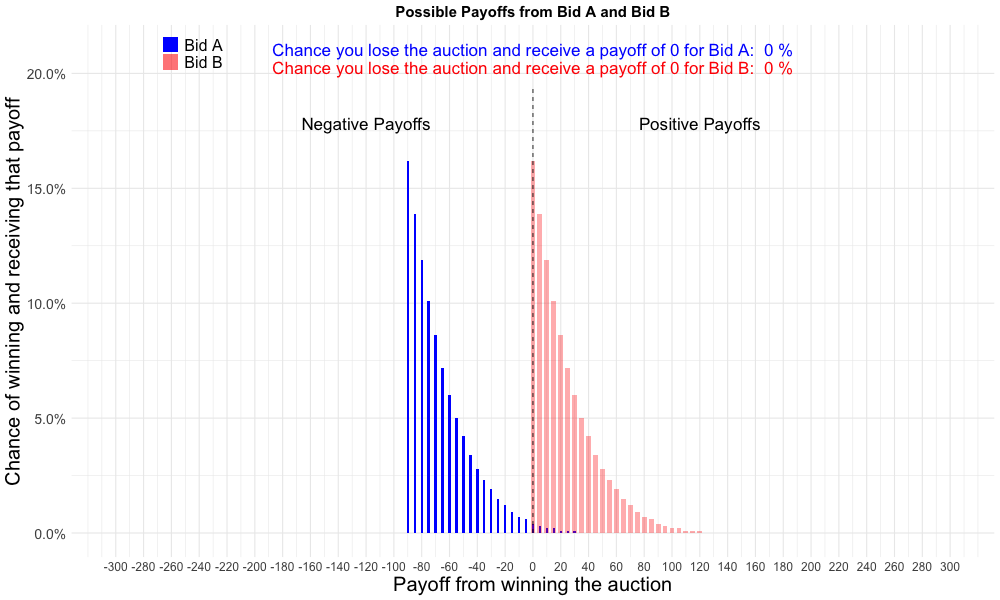 Possible Payoffs from Bid A and Bid B
Bid A
Bid B
Chance you lose the auction and receive a payoff of 0 for Bid A:  0 %
Chance you lose the auction and receive a payoff of 0 for Bid B:  0 %
Negative Payoffs
Positive Payoffs
Chance of winning and receiving that payoff
20.0%
15.0%
10.0%
5.0%
0.0%
-300 -280 -260 -240 -220 -200 -180 -160 -140 -120 -100 -80 -60 -40 -20 0 20 40 60 80 100 120 140 160 180 200 220 240 260 280 300
Payoff from winning the auction